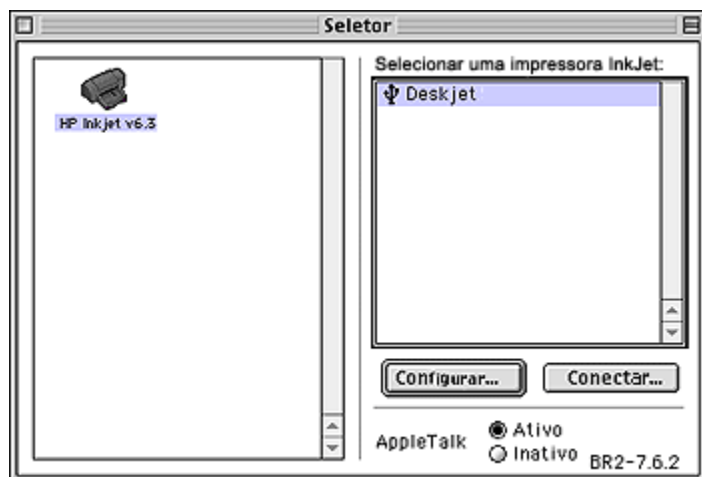 Seletor
HP Inkjet v6.3
Selecionar uma impressora InkJet:
Deskjet
Configurar...
Conectar...
AppleTalk
Ativo
Inativo
BR2-7.6.2